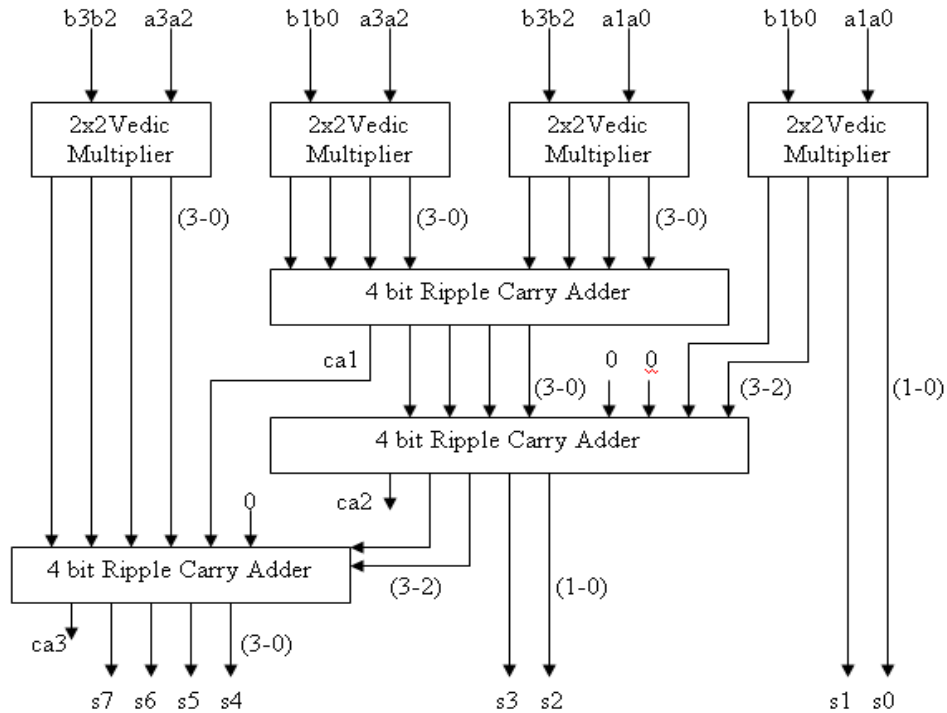 b3b2 a3a2 b1b0 a3a2 b3b2 a1a0 b1b0 a1a0
2x2Vedic 2x2Vedic 2x2Vedic 2x2Vedic
Multiplier Multiplier Multiplier Multiplier
(3-0) (3-0) (3-0)
4 bit Ripple Carry Adder
ca1 0 0
(3-0) (3-2) (1-0)
4 bit Ripple Carry Adder
ca2 0
4 bit Ripple Carry Adder
(3-2) (1-0)
ca3 (3-0)
s7 s6 s5 s4 s3 s2 s1 s0